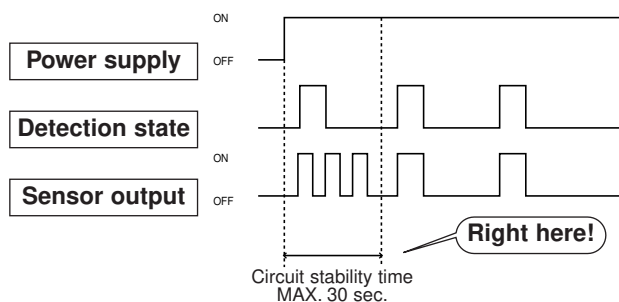 ON
Power supply
OFF
Detection state
ON
Sensor output
OFF
Right here!
Circuit stability time
MAX. 30 sec.